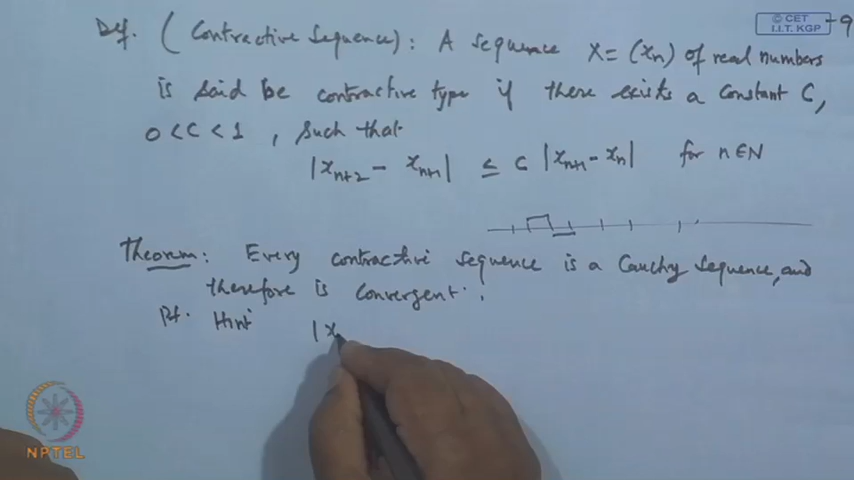 © CET
I.I.T. KGP
-9
Def. (Contractive Sequence): A sequence X = (xn) of real numbers
is said be contractive type if there exists a constant C,
0 < C < 1, such that
|xn+2 - xn+1| ≤ C |xn+1 - xn| for n ∈ N
Theorem: Every contractive sequence is a Cauchy sequence, and
therefore is convergent.
Pf. Hint |x
NPTEL